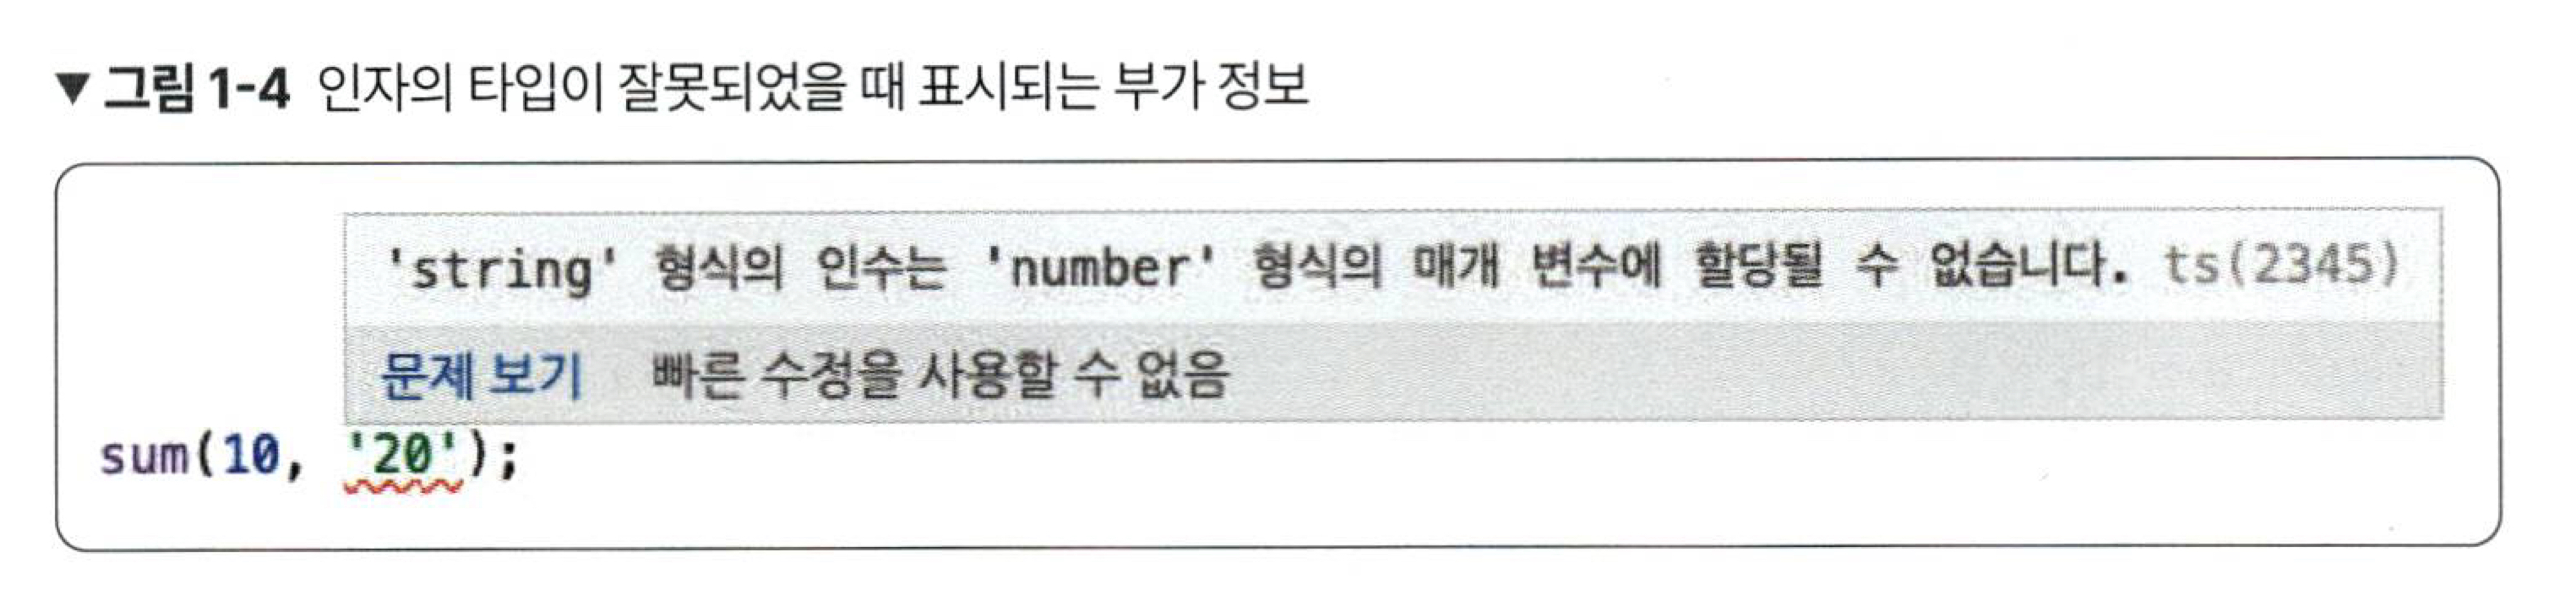 ▼ 그림 1-4 인자의 타입이 잘못되었을 때 표시되는 부가 정보
'string' 형식의 인수는 'number' 형식의 매개 변수에 할당될 수 없습니다. ts(2345)
문제 보기 빠른 수정을 사용할 수 없음
sum(10, '20');